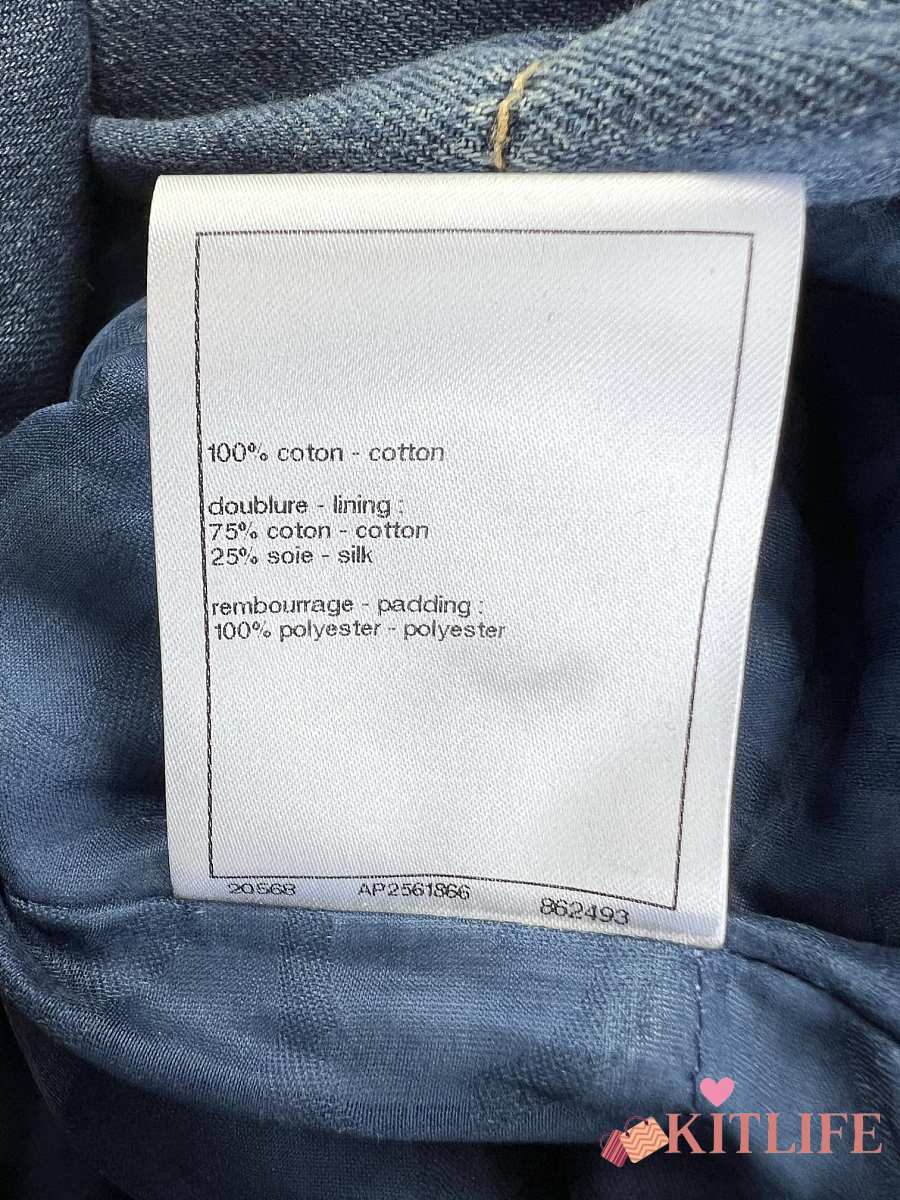 100% coton - cotton
doublure - lining :
75% coton - cotton
25% soie - silk
rembourrage - padding :
100% polyester - polyester
20568 AP2561866 862493
KITLIFE